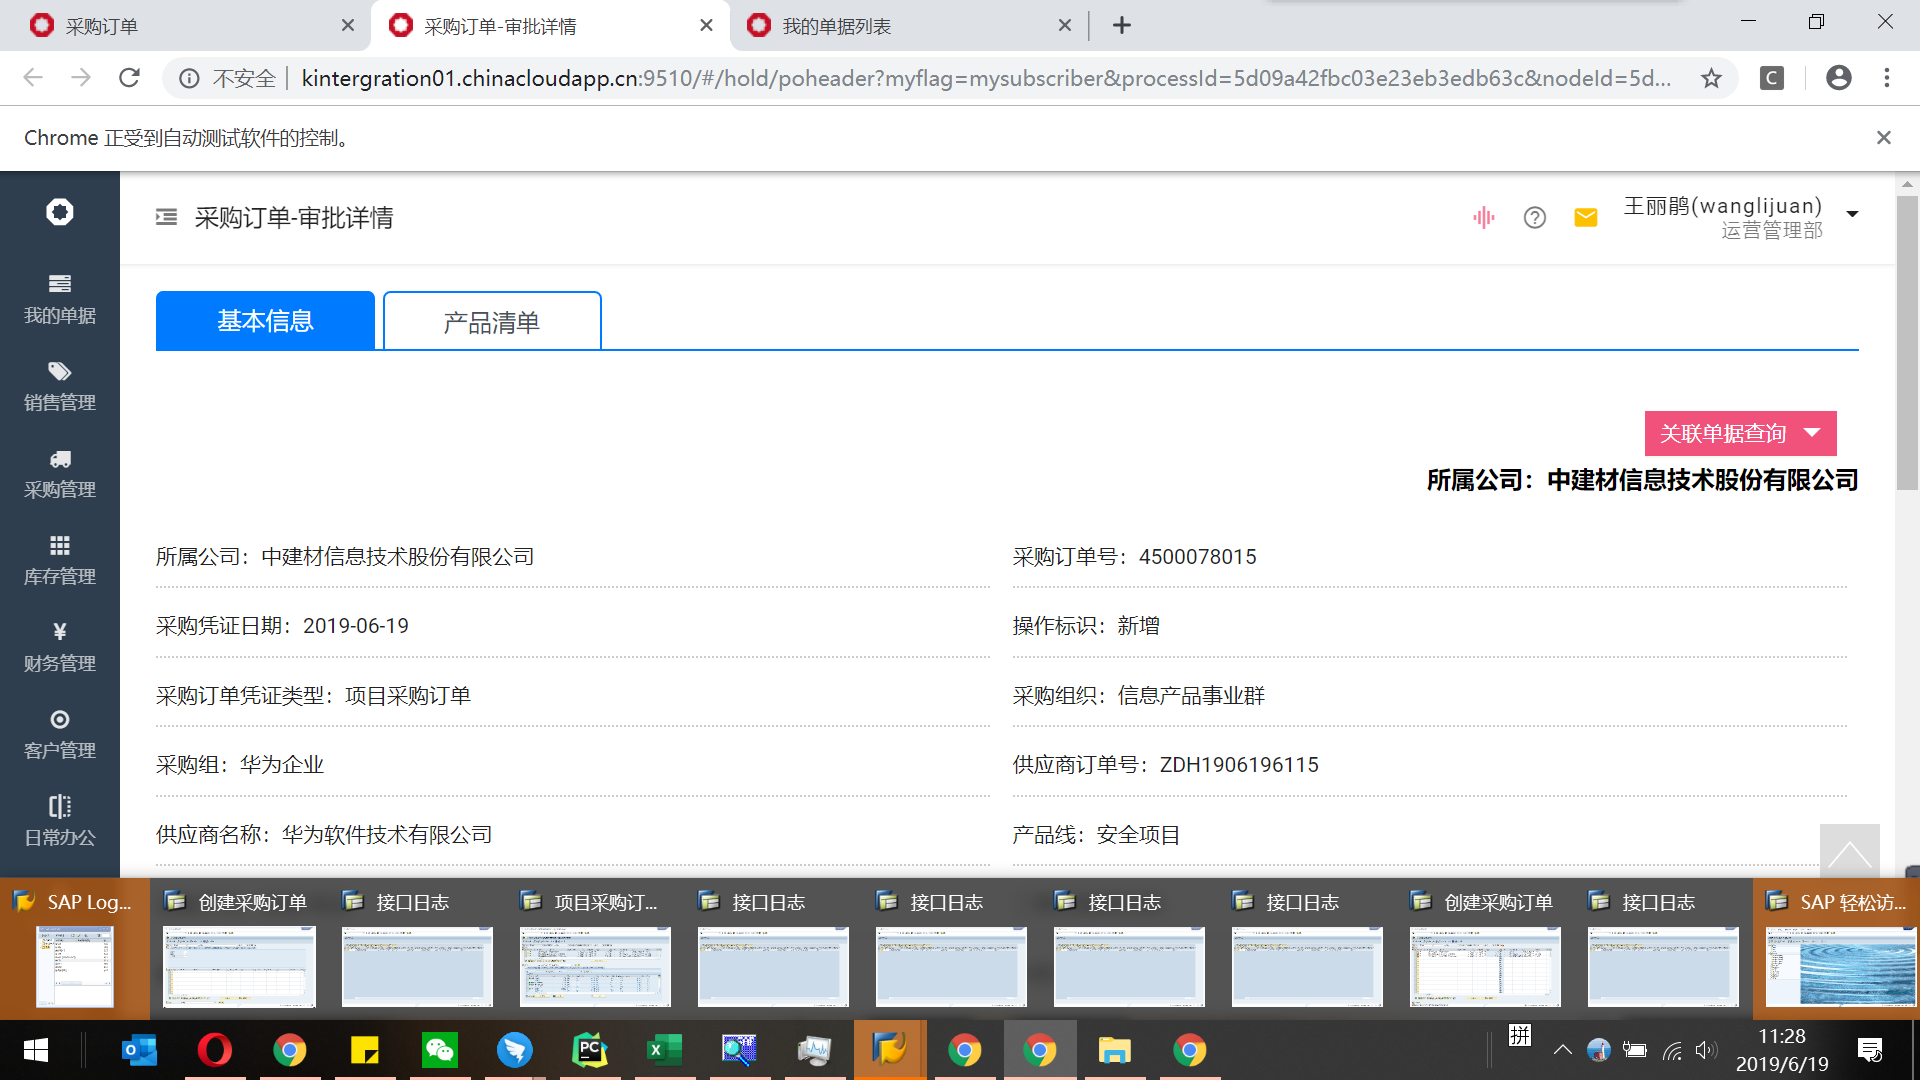 采购订单
采购订单-审批详情
我的单据列表
不安全
kintergration01.chinacloudapp.cn:9510/#/hold/poheader?myflag=mysubscriber&processId=5d09a42fbc03e23eb3edb63c&nodeId=5d...
Chrome 正受到自动测试软件的控制。
采购订单-审批详情
王丽鹃(wanglijuan)
运营管理部
我的单据
销售管理
采购管理
库存管理
财务管理
客户管理
日常办公
基本信息
产品清单
关联单据查询
所属公司：中建材信息技术股份有限公司
所属公司：中建材信息技术股份有限公司
采购订单号：4500078015
采购凭证日期：2019-06-19
操作标识：新增
采购订单凭证类型：项目采购订单
采购组织：信息产品事业群
采购组：华为企业
供应商订单号：ZDH1906196115
供应商名称：华为软件技术有限公司
产品线：安全项目
SAP Log...
创建采购订单
接口日志
项目采购订...
接口日志
接口日志
接口日志
接口日志
创建采购订单
接口日志
SAP 轻松访...
拼
11:28
2019/6/19